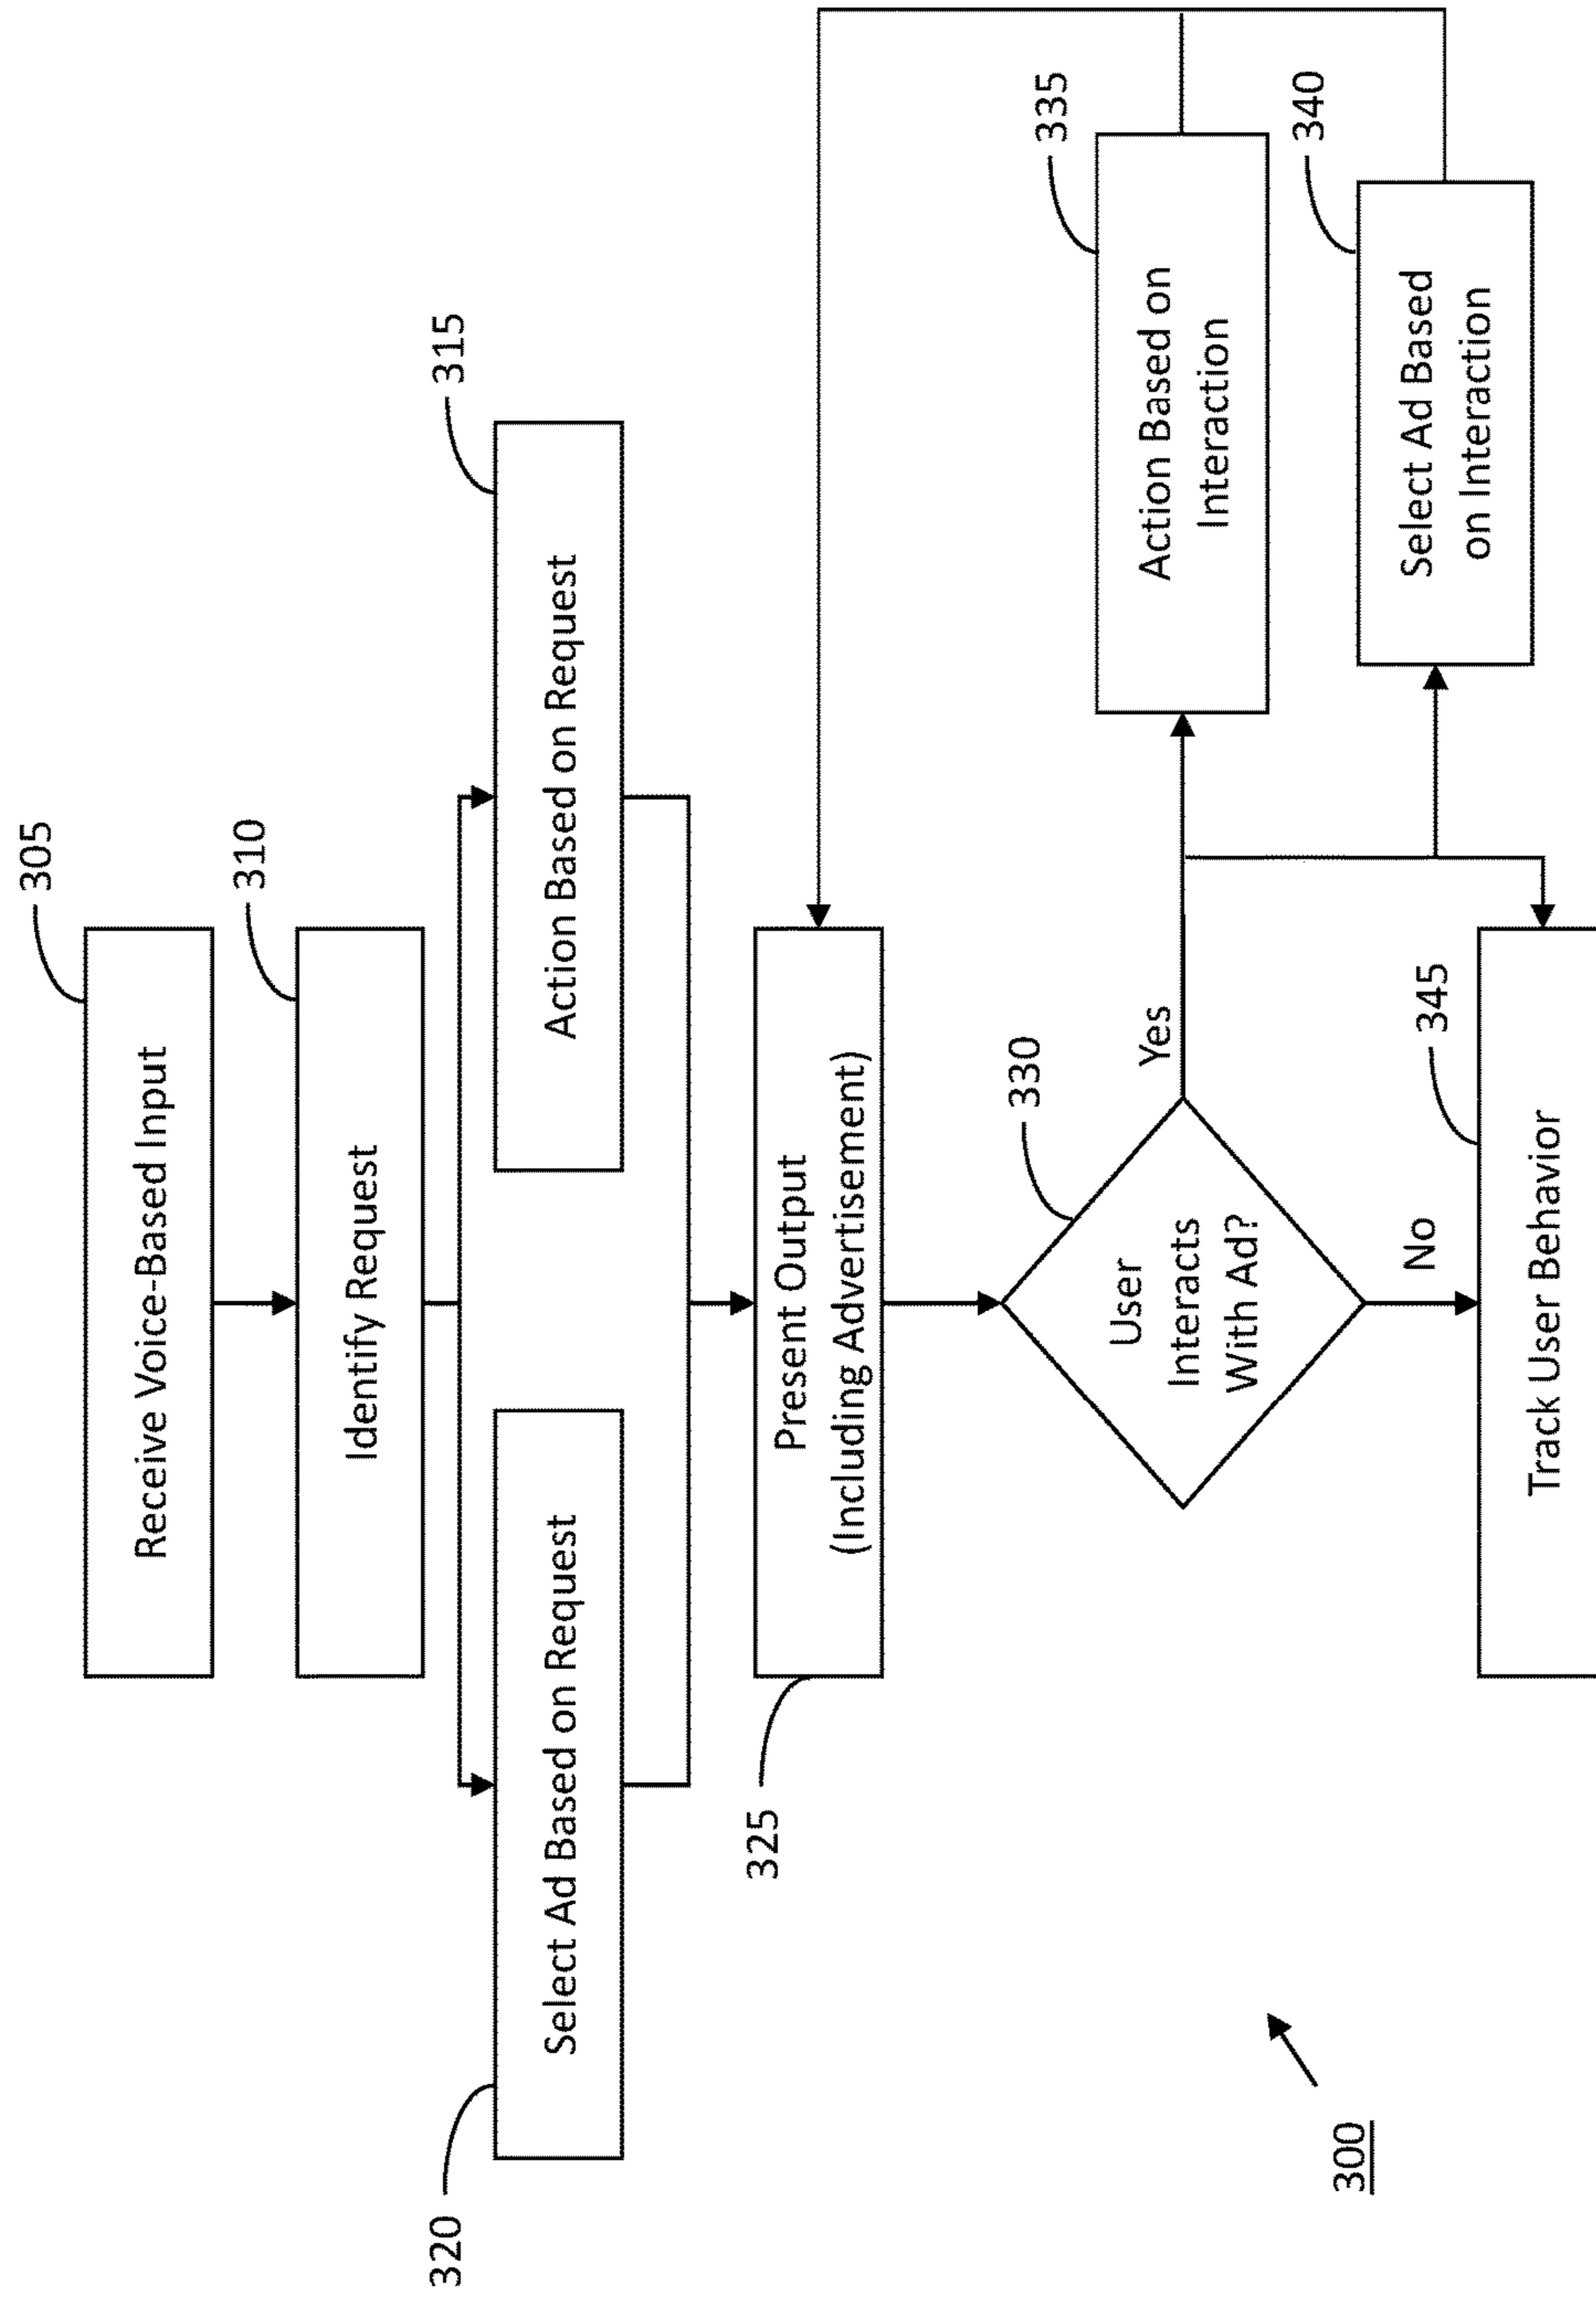 305
Receive Voice-Based Input
310
Identify Request
320
Select Ad Based on Request
315
Action Based on Request
325
Present Output
(Including Advertisement)
330
User
Interacts
With Ad?
Yes
335
Action Based on
Interaction
340
Select Ad Based
on Interaction
No
345
Track User Behavior
300